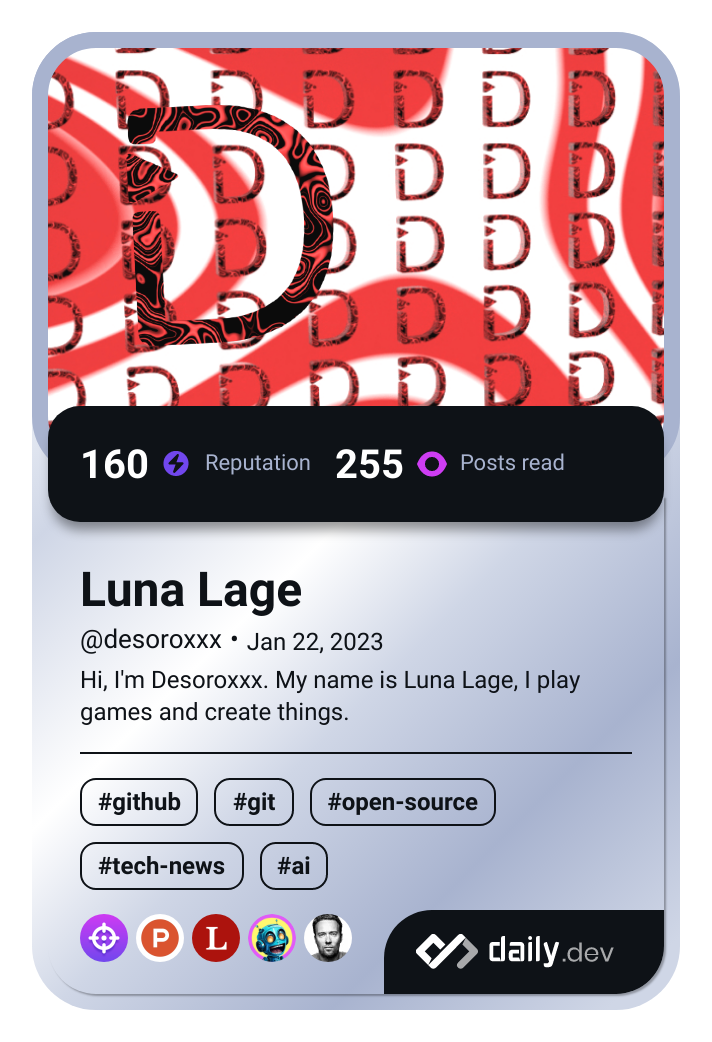 D
160 Reputation 255 Posts read
Luna Lage
@desoroxxx • Jan 22, 2023
Hi, I'm Desoroxxx. My name is Luna Lage, I play
games and create things.
#github #git #open-source
#tech-news #ai
P L
daily.dev